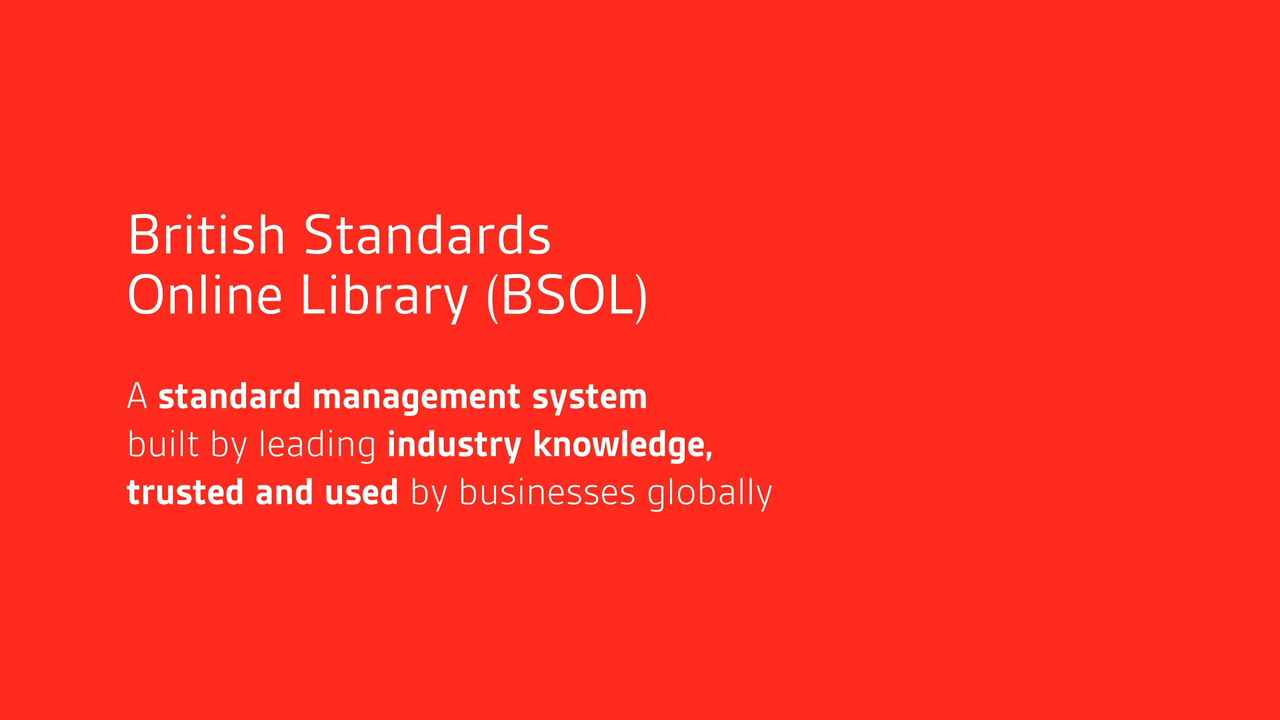 British Standards
Online Library (BSOL)
A standard management system
built by leading industry knowledge,
trusted and used by businesses globally